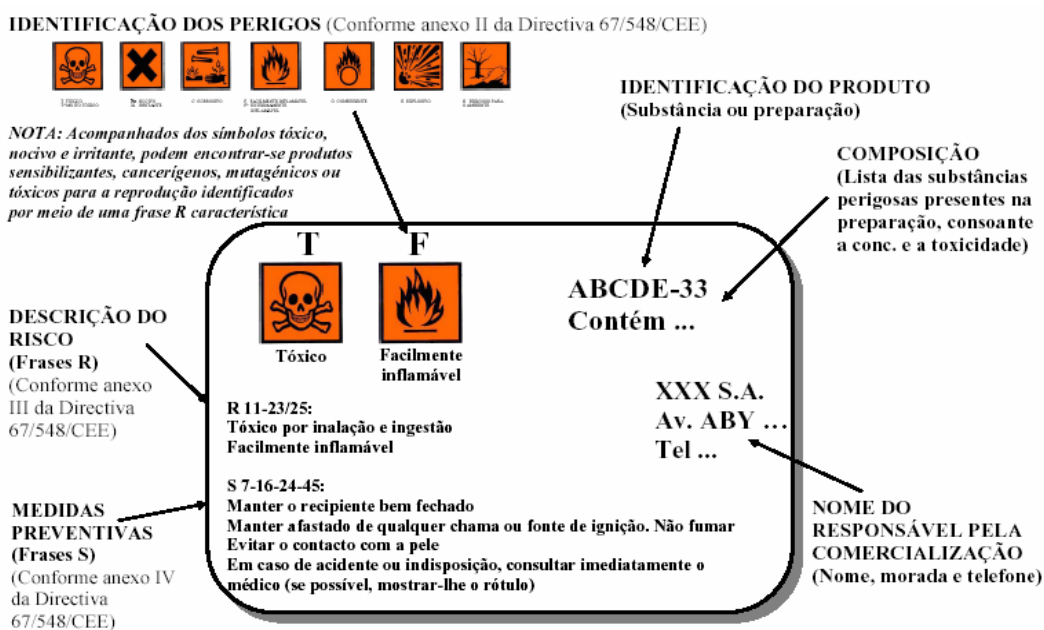 IDENTIFICAÇÃO DOS PERIGOS (Conforme anexo II da Directiva 67/548/CEE)
NOTA: Acompanhados dos símbolos tóxico,
nocivo e irritante, podem encontrar-se produtos
sensibilizantes, cancerígenos, mutagénicos ou
tóxicos para a reprodução identificados
por meio de uma frase R característica
IDENTIFICAÇÃO DO PRODUTO
(Substância ou preparação)
COMPOSIÇÃO
(Lista das substâncias
perigosas presentes na
preparação, consoante
a conc. e a toxicidade)
T
F
Tóxico
Facilmente
inflamável
ABCDE-33
Contém ...
DESCRIÇÃO DO
RISCO
(Frases R)
(Conforme anexo
III da Directiva
67/548/CEE)
R 11-23/25:
Tóxico por inalação e ingestão
Facilmente inflamável
XXX S.A.
Av. ABY ...
Tel ...
MEDIDAS
PREVENTIVAS
(Frases S)
(Conforme anexo IV
da Directiva
67/548/CEE)
S 7-16-24-45:
Manter o recipiente bem fechado
Manter afastado de qualquer chama ou fonte de ignição. Não fumar
Evitar o contacto com a pele
Em caso de acidente ou indisposição, consultar imediatamente o
médico (se possível, mostrar-lhe o rótulo)
NOME DO
RESPONSÁVEL PELA
COMERCIALIZAÇÃO
(Nome, morada e telefone)